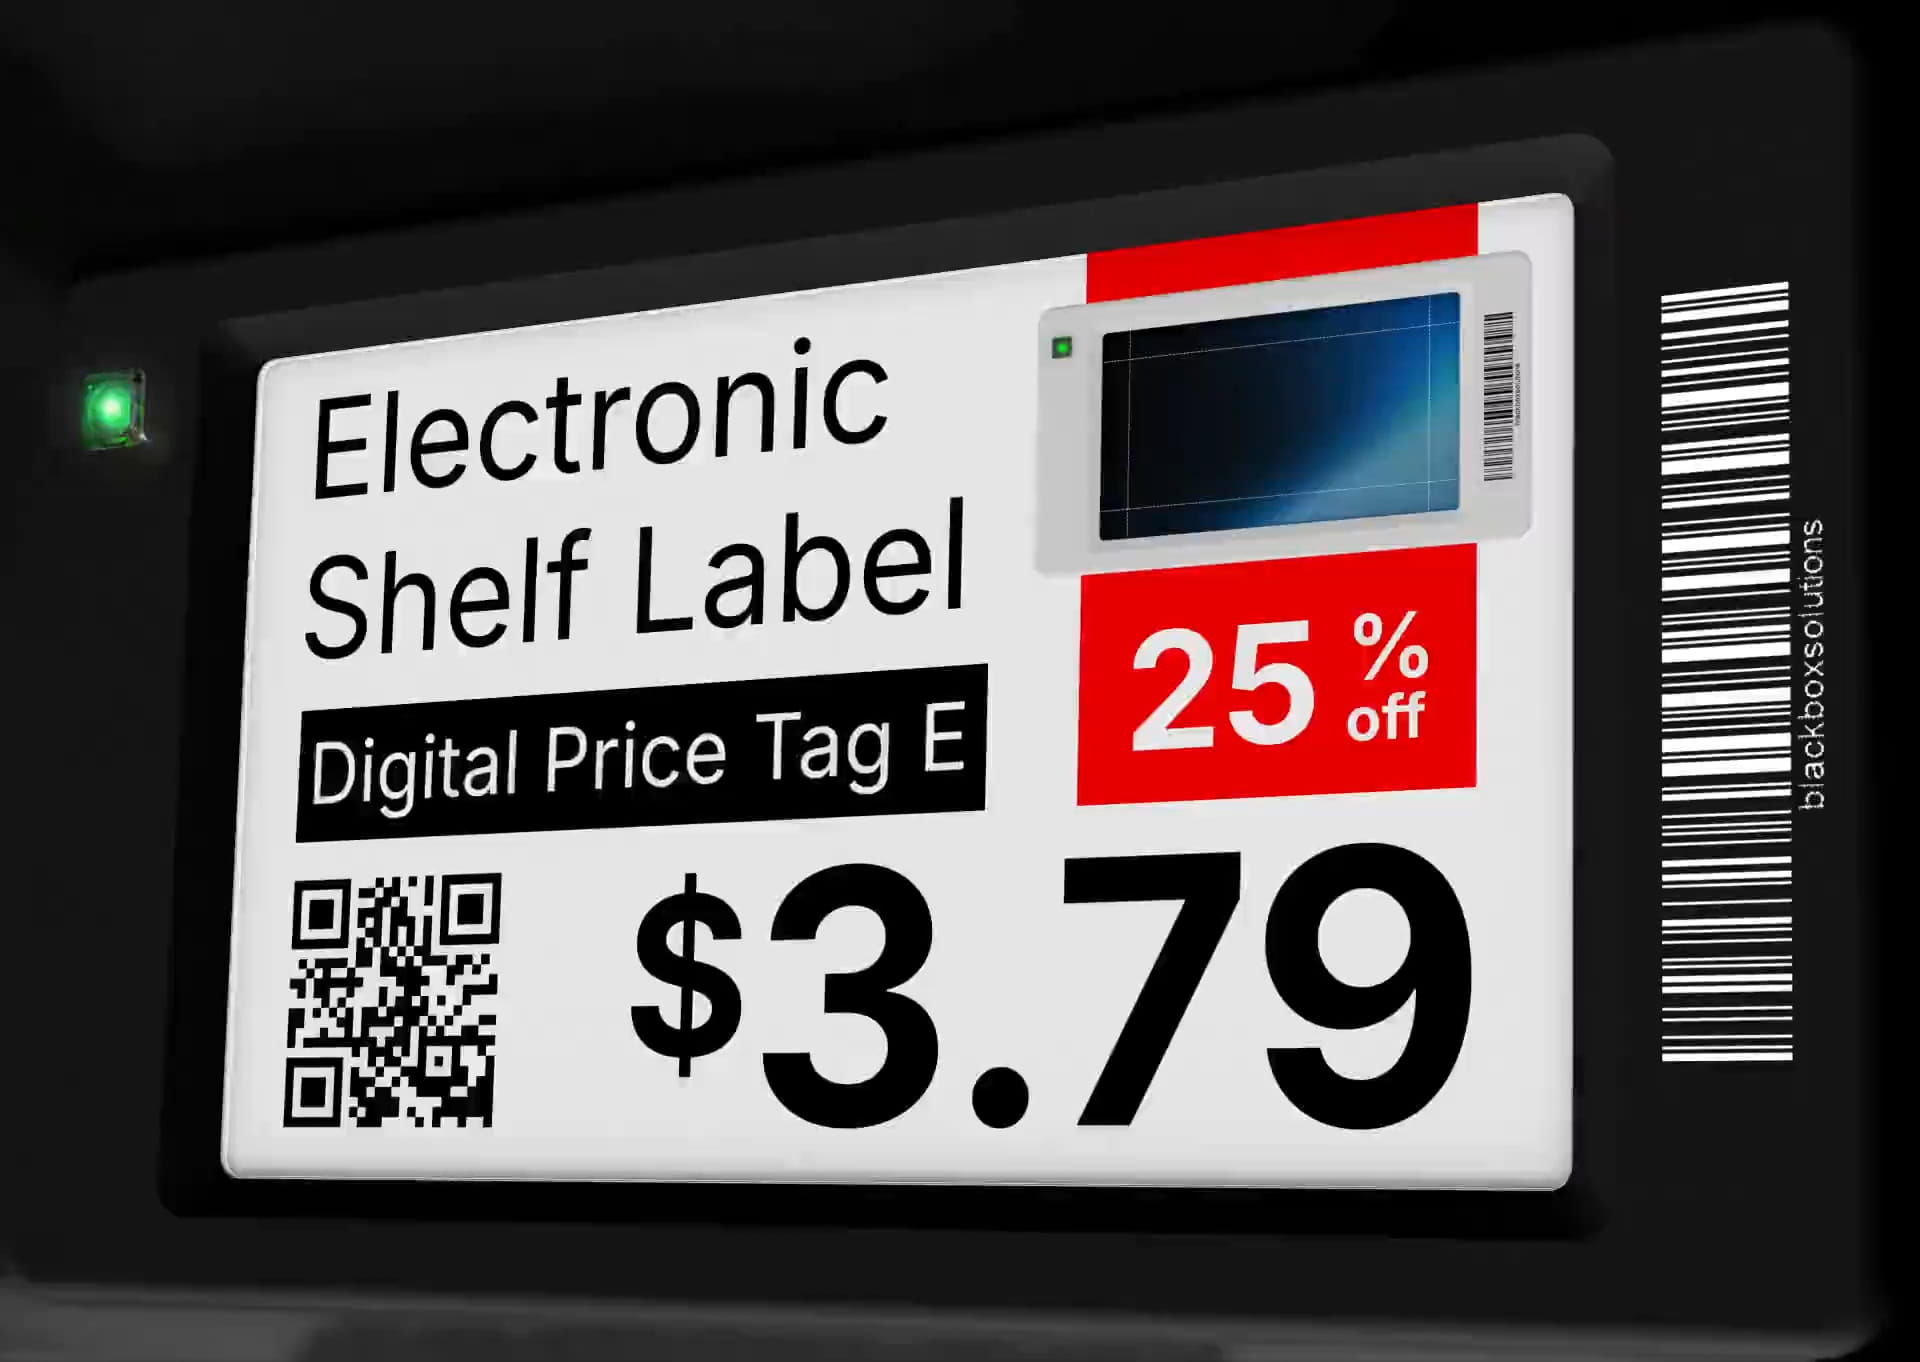 Electronic
Shelf Label
Digital Price Tag E
25 % off
$3.79
blackboxsolutions